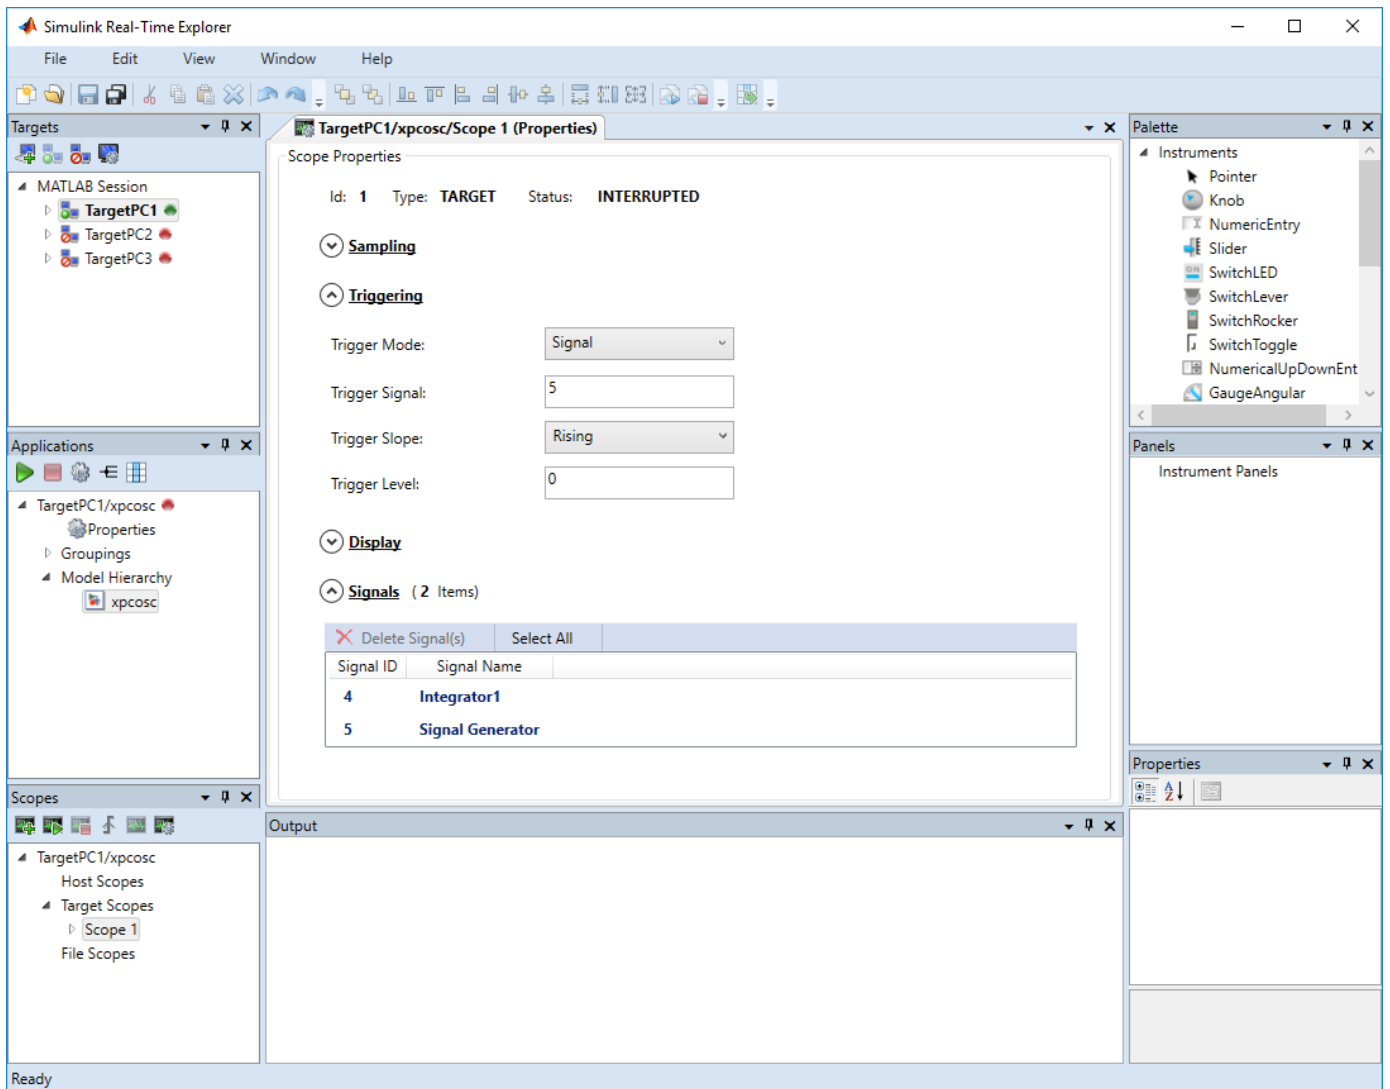 Simulink Real-Time Explorer
File Edit View Window Help
Targets
MATLAB Session
TargetPC1
TargetPC2
TargetPC3
Applications
TargetPC1/xpcosc
Properties
Groupings
Model Hierarchy
xpcosc
Scopes
TargetPC1/xpcosc
Host Scopes
Target Scopes
Scope 1
File Scopes
TargetPC1/xpcosc/Scope 1 (Properties)
Scope Properties
Id: 1 Type: TARGET Status: INTERRUPTED
Sampling
Triggering
Trigger Mode: Signal
Trigger Signal: 5
Trigger Slope: Rising
Trigger Level: 0
Display
Signals ( 2 Items)
Delete Signal(s) Select All
Signal ID Signal Name
4 Integrator1
5 Signal Generator
Output
Palette
Instruments
Pointer
Knob
NumericEntry
Slider
SwitchLED
SwitchLever
SwitchRocker
SwitchToggle
NumericalUpDownEnt
GaugeAngular
Panels
Instrument Panels
Properties
Ready